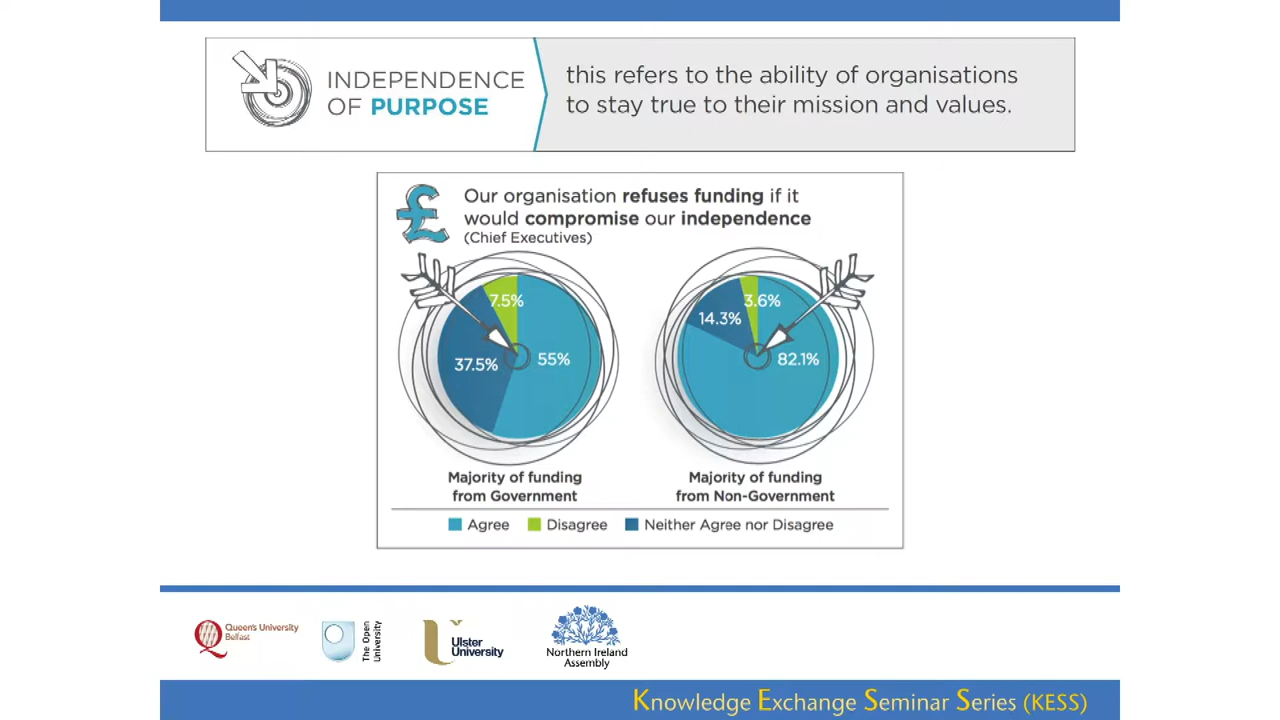 INDEPENDENCE
OF PURPOSE
this refers to the ability of organisations
to stay true to their mission and values.
£
Our organisation refuses funding if it
would compromise our independence
(Chief Executives)
7.5%
37.5%
55%
3.6%
14.3%
82.1%
Majority of funding
from Government
Majority of funding
from Non-Government
Agree
Disagree
Neither Agree nor Disagree
Queen's University
Belfast
The Open
University
Ulster
University
Northern Ireland
Assembly
Knowledge Exchange Seminar Series (KESS)